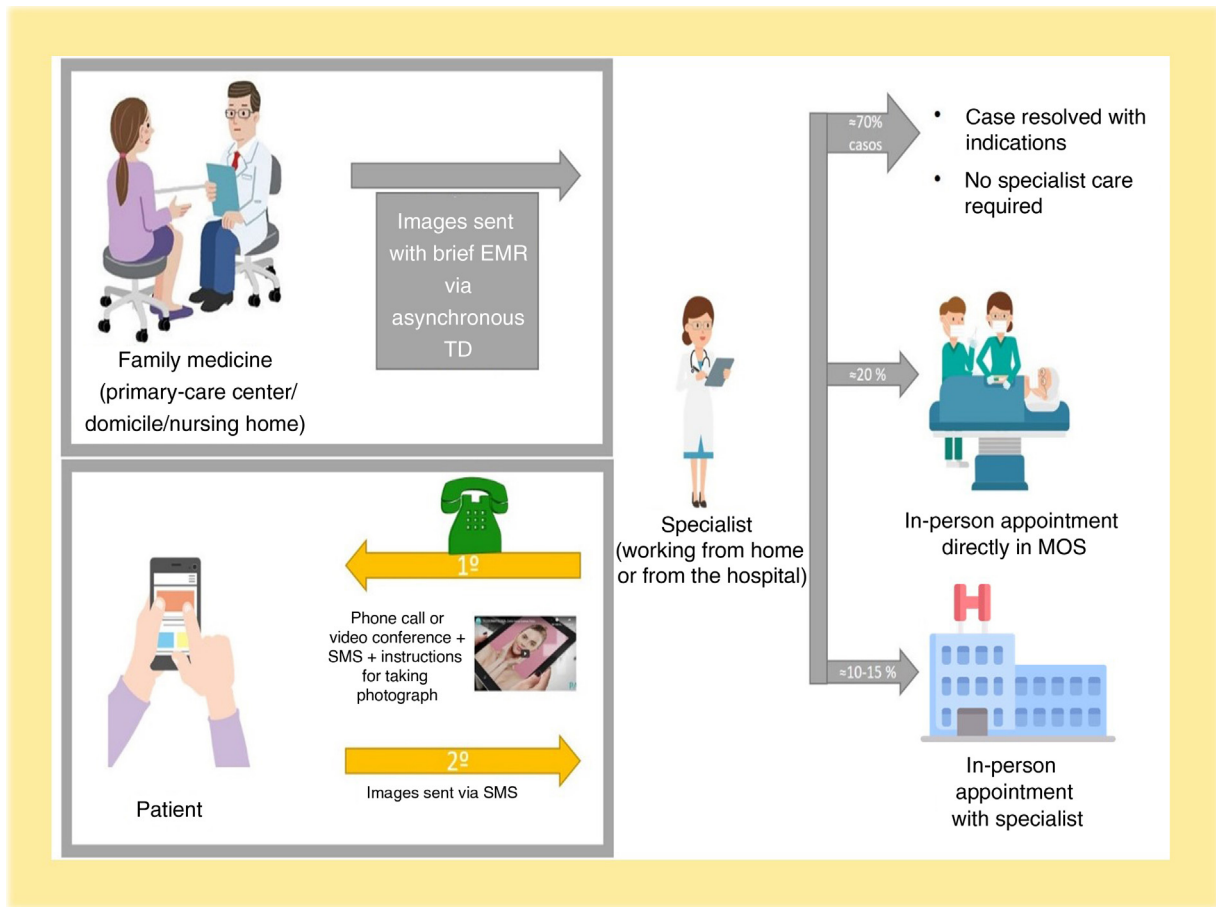 Images sent
with brief EMR
via
asynchronous
TD
Family medicine
(primary-care center/
domicile/nursing home)
1º
Phone call or
video conference +
SMS + instructions
for taking
photograph
2º
Images sent via SMS
Patient
Specialist
(working from home
or from the hospital)
≈70%
casos
• Case resolved with
indications
• No specialist care
required
≈20 %
In-person appointment
directly in MOS
≈10-15 %
H
In-person
appointment
with specialist